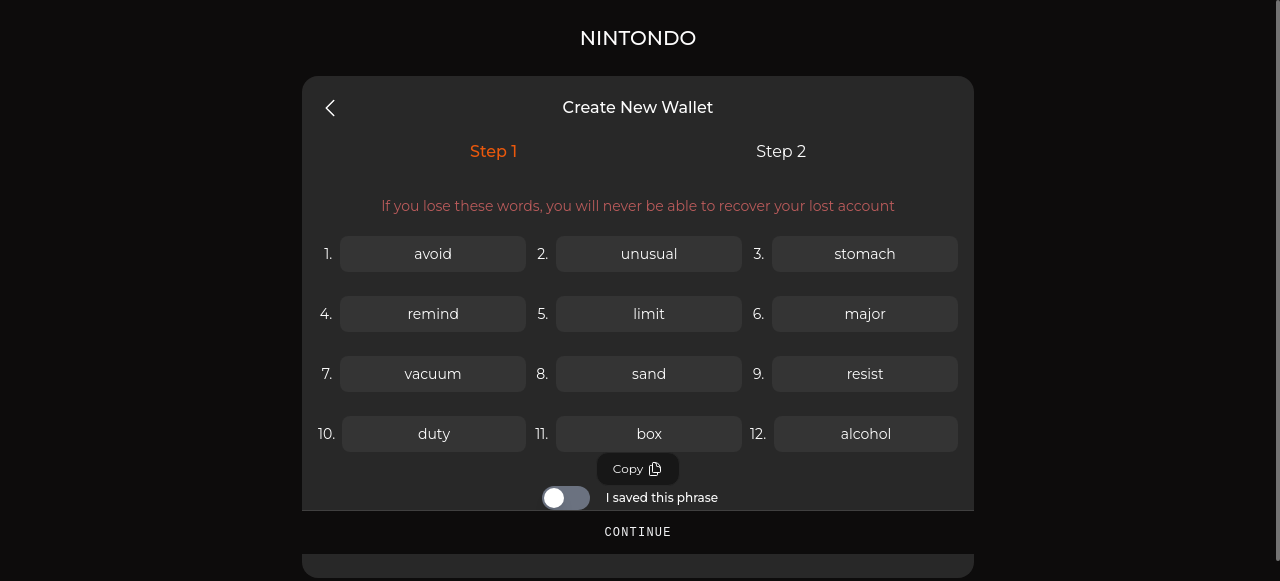 NINTONDO
Create New Wallet
Step 1 Step 2
If you lose these words, you will never be able to recover your lost account
1. avoid 2. unusual 3. stomach
4. remind 5. limit 6. major
7. vacuum 8. sand 9. resist
10. duty 11. box 12. alcohol
Copy
I saved this phrase
CONTINUE